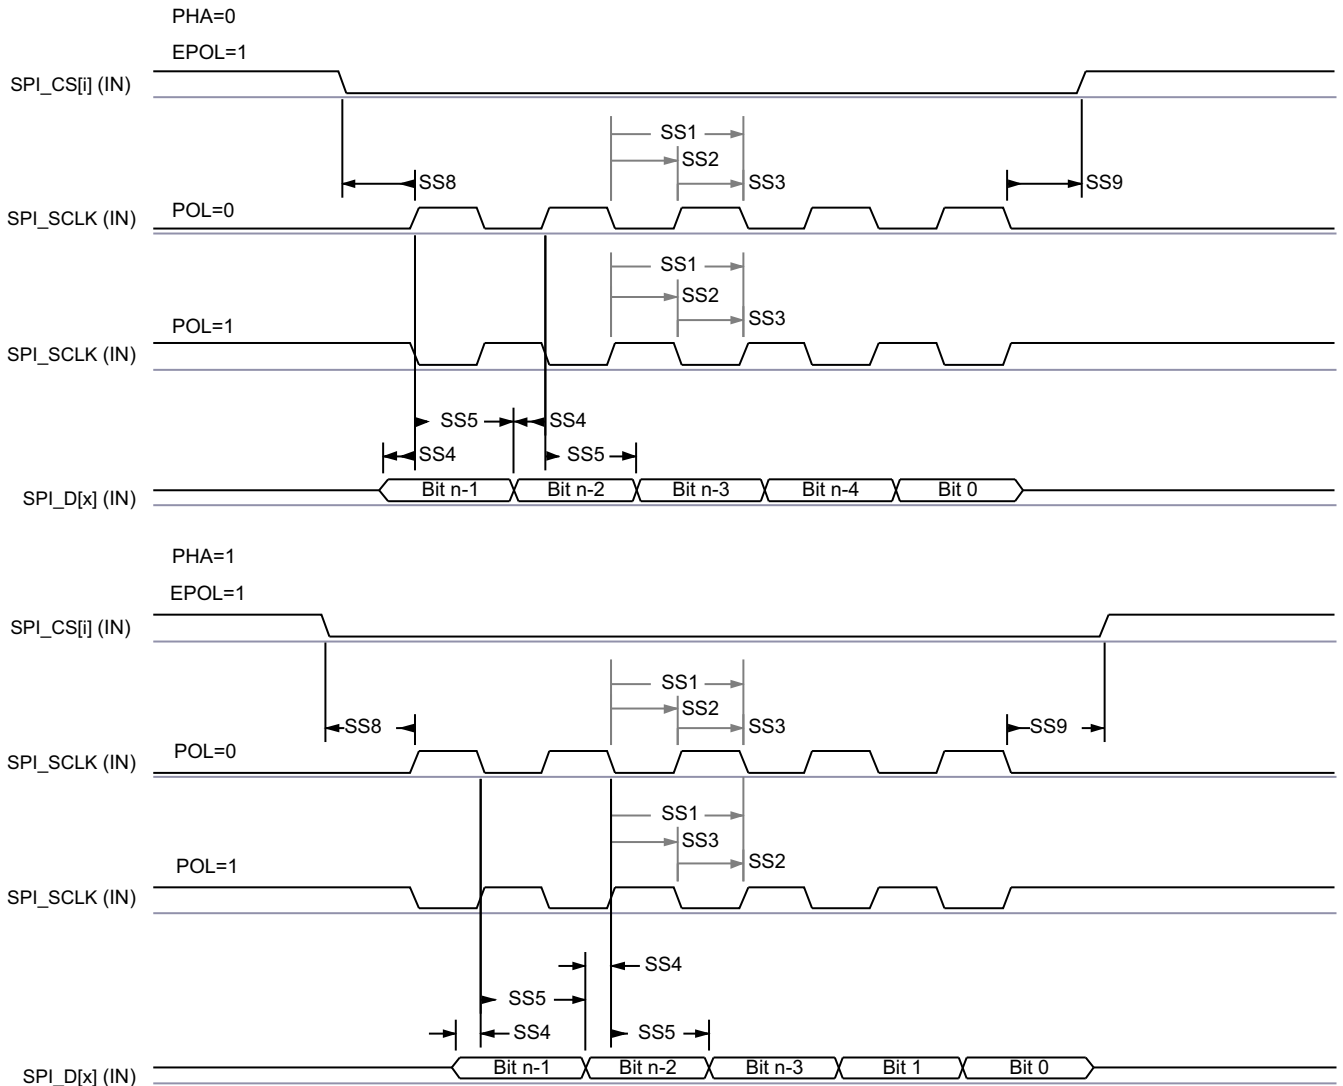 PHA=0
EPOL=1
SPI_CS[i] (IN)
SS1
SS2
SS8
SS3
SS9
POL=0
SPI_SCLK (IN)
SS1
SS2
SS3
POL=1
SPI_SCLK (IN)
SS5
SS4
SS4
SS5
SPI_D[x] (IN)
Bit n-1
Bit n-2
Bit n-3
Bit n-4
Bit 0
PHA=1
EPOL=1
SPI_CS[i] (IN)
SS1
SS2
SS8
SS3
SS9
POL=0
SPI_SCLK (IN)
SS1
SS3
SS2
POL=1
SPI_SCLK (IN)
SS4
SS5
SS4
SS5
SPI_D[x] (IN)
Bit n-1
Bit n-2
Bit n-3
Bit 1
Bit 0